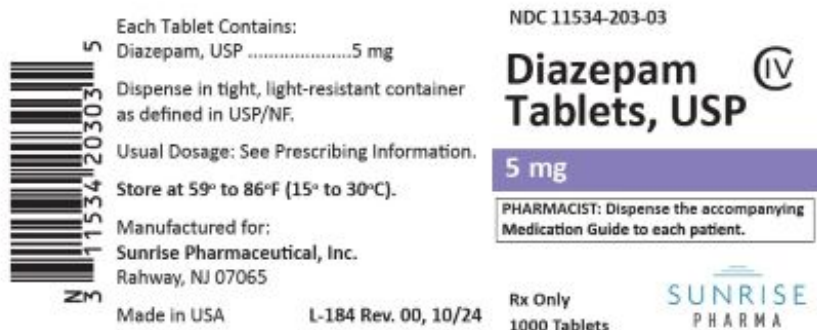 Each Tablet Contains:
Diazepam, USP .....................5 mg
Dispense in tight, light-resistant container
as defined in USP/NF.
Usual Dosage: See Prescribing Information.
Store at 59° to 86°F (15° to 30°C).
Manufactured for:
Sunrise Pharmaceutical, Inc.
Rahway, NJ 07065
Made in USA L-184 Rev. 00, 10/24
N 3 11534 20303 5
NDC 11534-203-03
Diazepam CIV
Tablets, USP
5 mg
PHARMACIST: Dispense the accompanying
Medication Guide to each patient.
Rx Only
1000 Tablets
SUNRISE
PHARMA